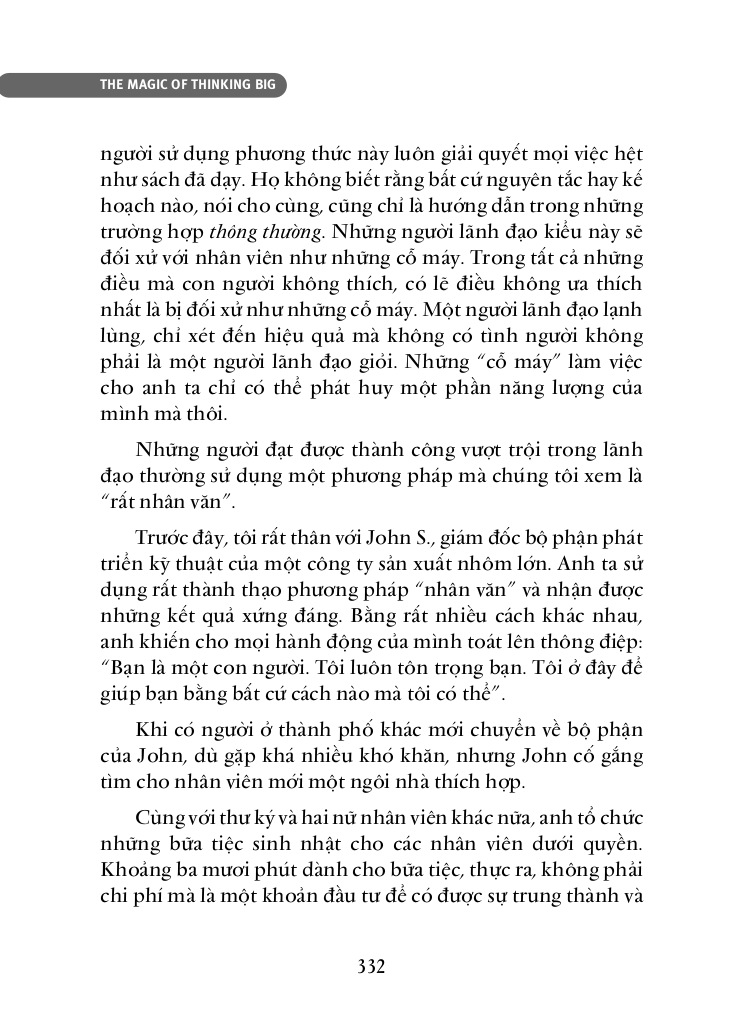 THE MAGIC OF THINKING BIG
người sử dụng phương thức này luôn giải quyết mọi việc hệt
như sách đã dạy. Họ không biết rằng bất cứ nguyên tắc hay kế
hoạch nào, nói cho cùng, cũng chỉ là hướng dẫn trong những
trường hợp thông thường. Những người lãnh đạo kiểu này sẽ
đối xử với nhân viên như những cỗ máy. Trong tất cả những
điều mà con người không thích, có lẽ điều không ưa thích
nhất là bị đối xử như những cỗ máy. Một người lãnh đạo lạnh
lùng, chỉ xét đến hiệu quả mà không có tình người không
phải là một người lãnh đạo giỏi. Những “cỗ máy” làm việc
cho anh ta chỉ có thể phát huy một phần năng lượng của
mình mà thôi.
Những người đạt được thành công vượt trội trong lãnh
đạo thường sử dụng một phương pháp mà chúng tôi xem là
“rất nhân văn”.
Trước đây, tôi rất thân với John S., giám đốc bộ phận phát
triển kỹ thuật của một công ty sản xuất nhôm lớn. Anh ta sử
dụng rất thành thạo phương pháp “nhân văn” và nhận được
những kết quả xứng đáng. Bằng rất nhiều cách khác nhau,
anh khiến cho mọi hành động của mình toát lên thông điệp:
“Bạn là một con người. Tôi luôn tôn trọng bạn. Tôi ở đây để
giúp bạn bằng bất cứ cách nào mà tôi có thể”.
Khi có người ở thành phố khác mới chuyển về bộ phận
của John, dù gặp khá nhiều khó khăn, nhưng John cố gắng
tìm cho nhân viên mới một ngôi nhà thích hợp.
Cùng với thư ký và hai nữ nhân viên khác nữa, anh tổ chức
những bữa tiệc sinh nhật cho các nhân viên dưới quyền.
Khoảng ba mươi phút dành cho bữa tiệc, thực ra, không phải
chi phí mà là một khoản đầu tư để có được sự trung thành và
332